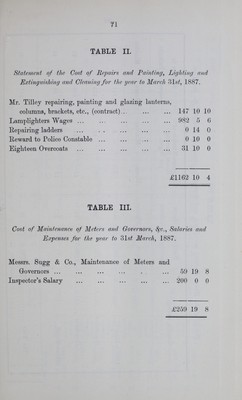 71
TABLE II.
Statement of the Cost of Repairs and Painting, Lighting and
Extinguishing and Cleaning for the year to March 31st, 1887.
Mr. Tilley repairing, painting and glazing lanterns,
columns, brackets, etc., (contract)... ... ... 147 10 10
Lamplighters Wages ... ... ... ... ... 982 5 6
Repairing ladders ... ... ... ... ... 0 14 0
Reward to Police Constable ... ... ... ... 0 10 0
Eighteen Overcoats ... ... ... ... ... 31 10 0
£1162 10 4
TABLE III.
Cost of Maintenance of Meters and Governors, &c., Salaries and
Expenses for the year to 31st March, 1887.
Messrs. Sugg & Co., Maintenance of Meters and
Governors ... ... ... ... ... ... 59 19 8
Inspector's Salary ... ... ... ... ... 200 0 0
£259 19 8